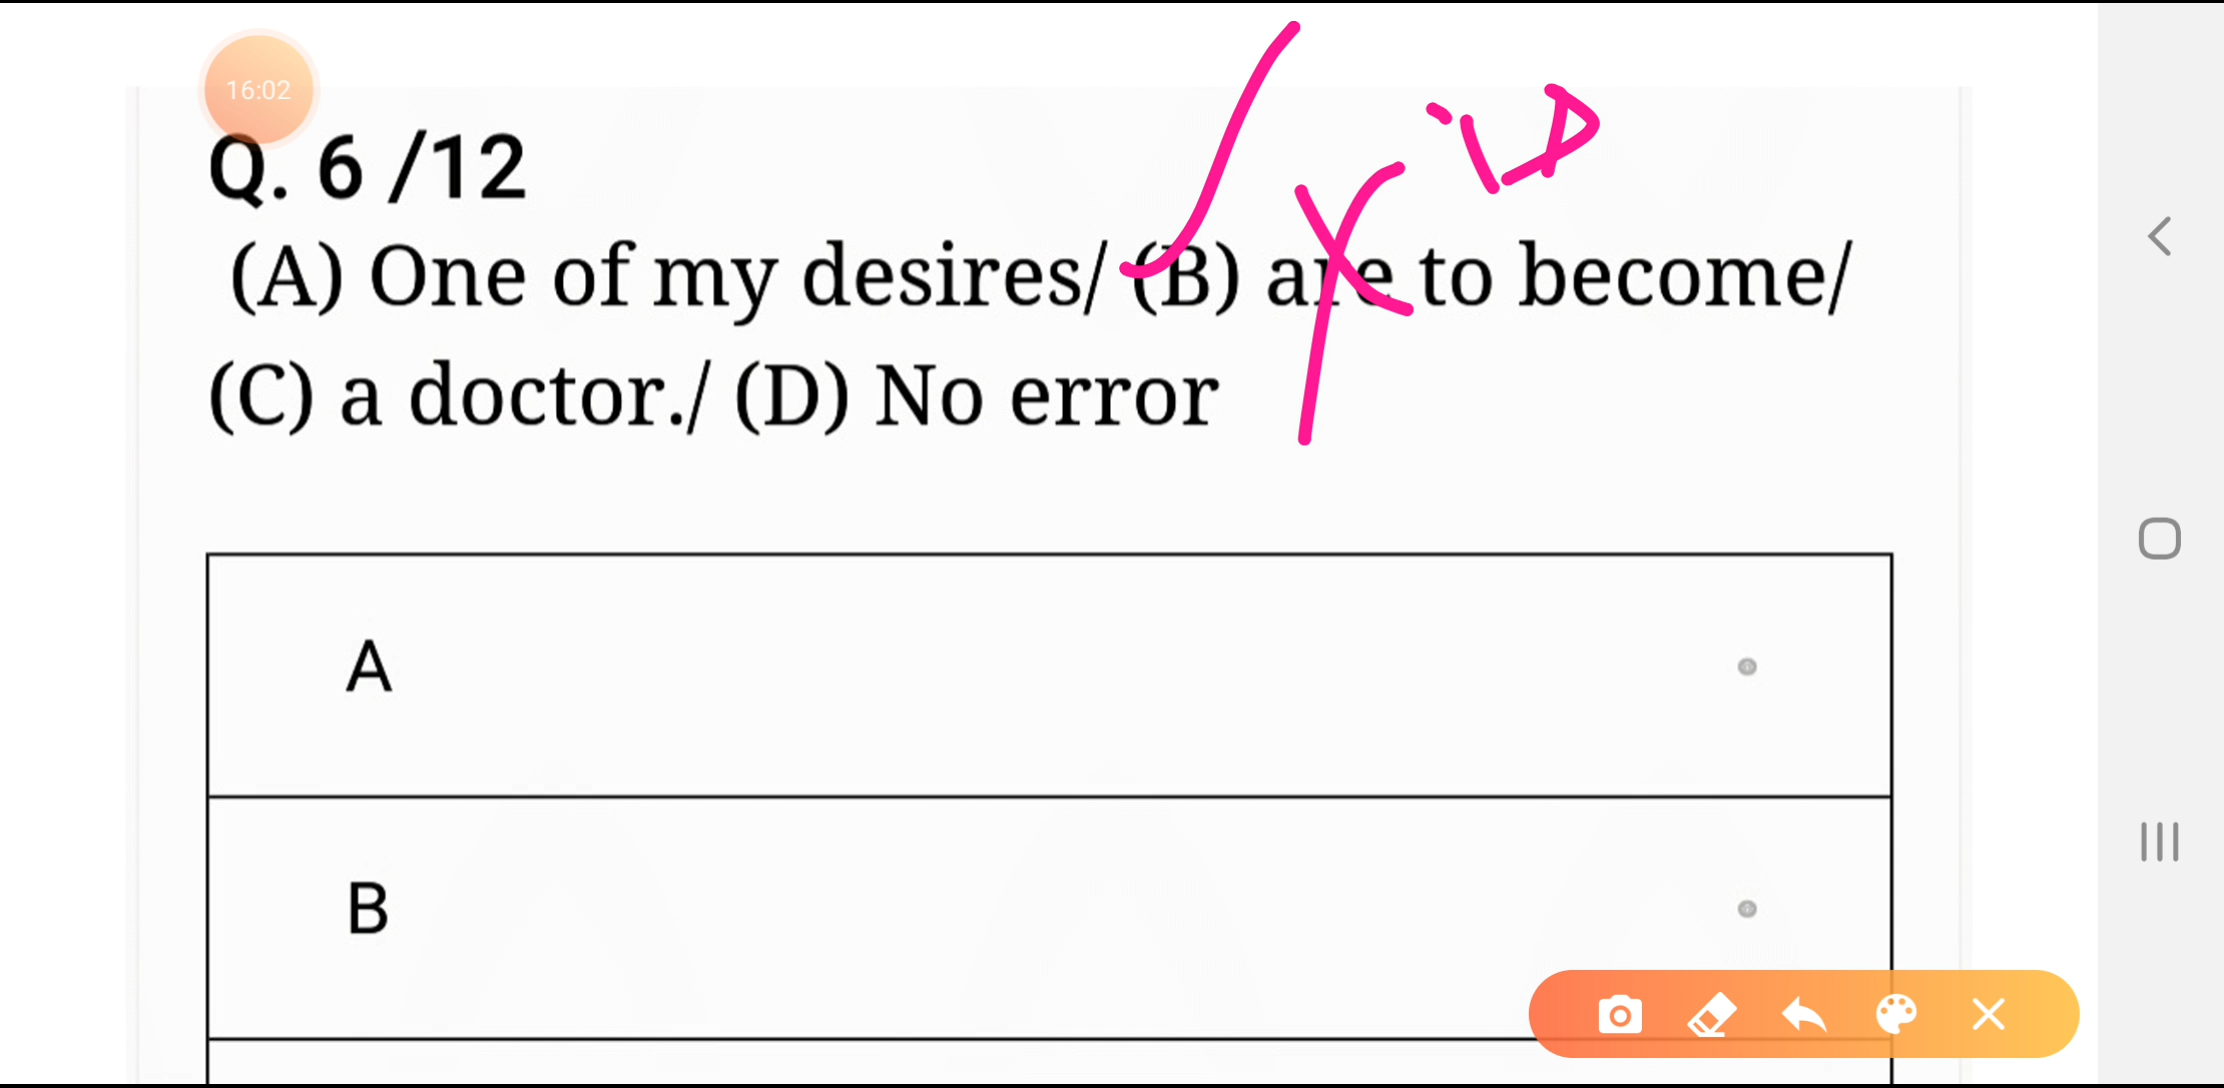 16:02
Q. 6 /12
is
(A) One of my desires/ (B) are to become/
(C) a doctor./ (D) No error
A
B